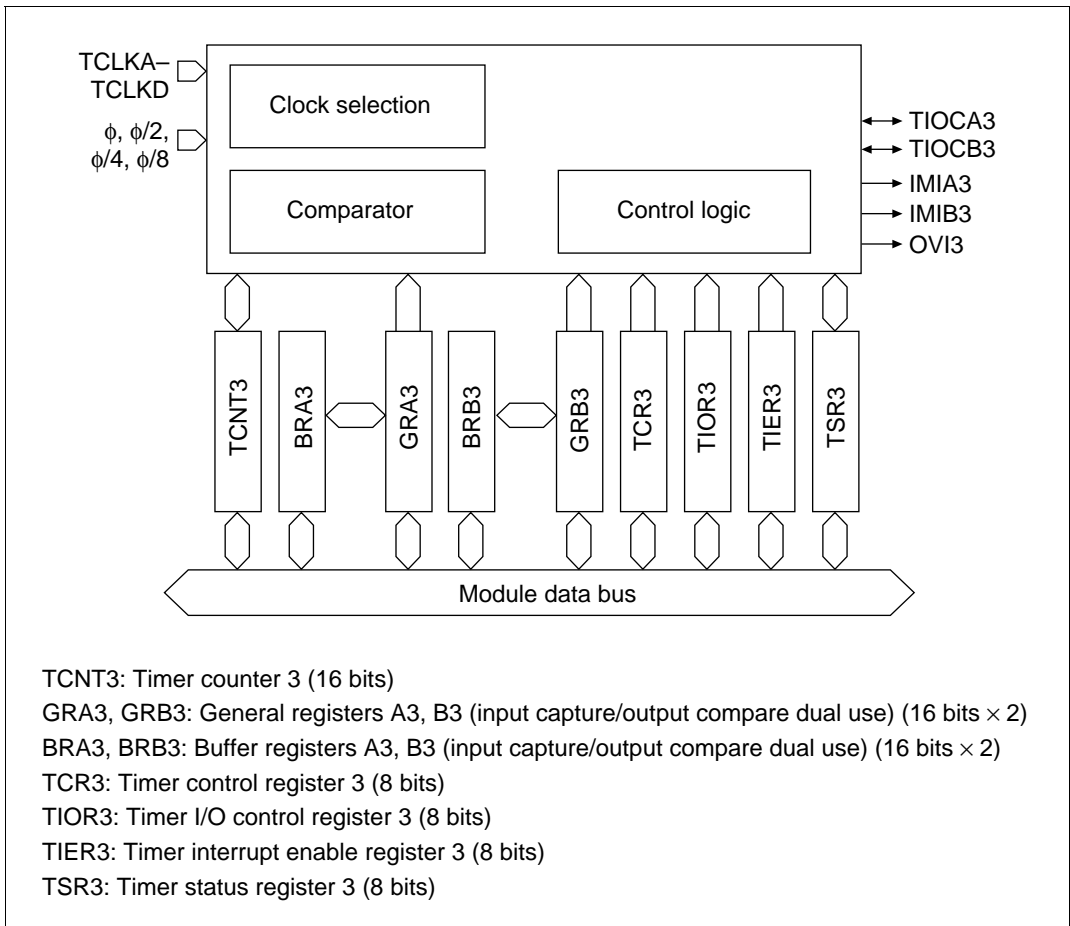 TCLKA–
TCLKD
ϕ, ϕ/2,
ϕ/4, ϕ/8
Clock selection
Comparator
Control logic
TIOCA3
TIOCB3
IMIA3
IMIB3
OVI3
TCNT3
BRA3
GRA3
BRB3
GRB3
TCR3
TIOR3
TIER3
TSR3
Module data bus
TCNT3: Timer counter 3 (16 bits)
GRA3, GRB3: General registers A3, B3 (input capture/output compare dual use) (16 bits × 2)
BRA3, BRB3: Buffer registers A3, B3 (input capture/output compare dual use) (16 bits × 2)
TCR3: Timer control register 3 (8 bits)
TIOR3: Timer I/O control register 3 (8 bits)
TIER3: Timer interrupt enable register 3 (8 bits)
TSR3: Timer status register 3 (8 bits)